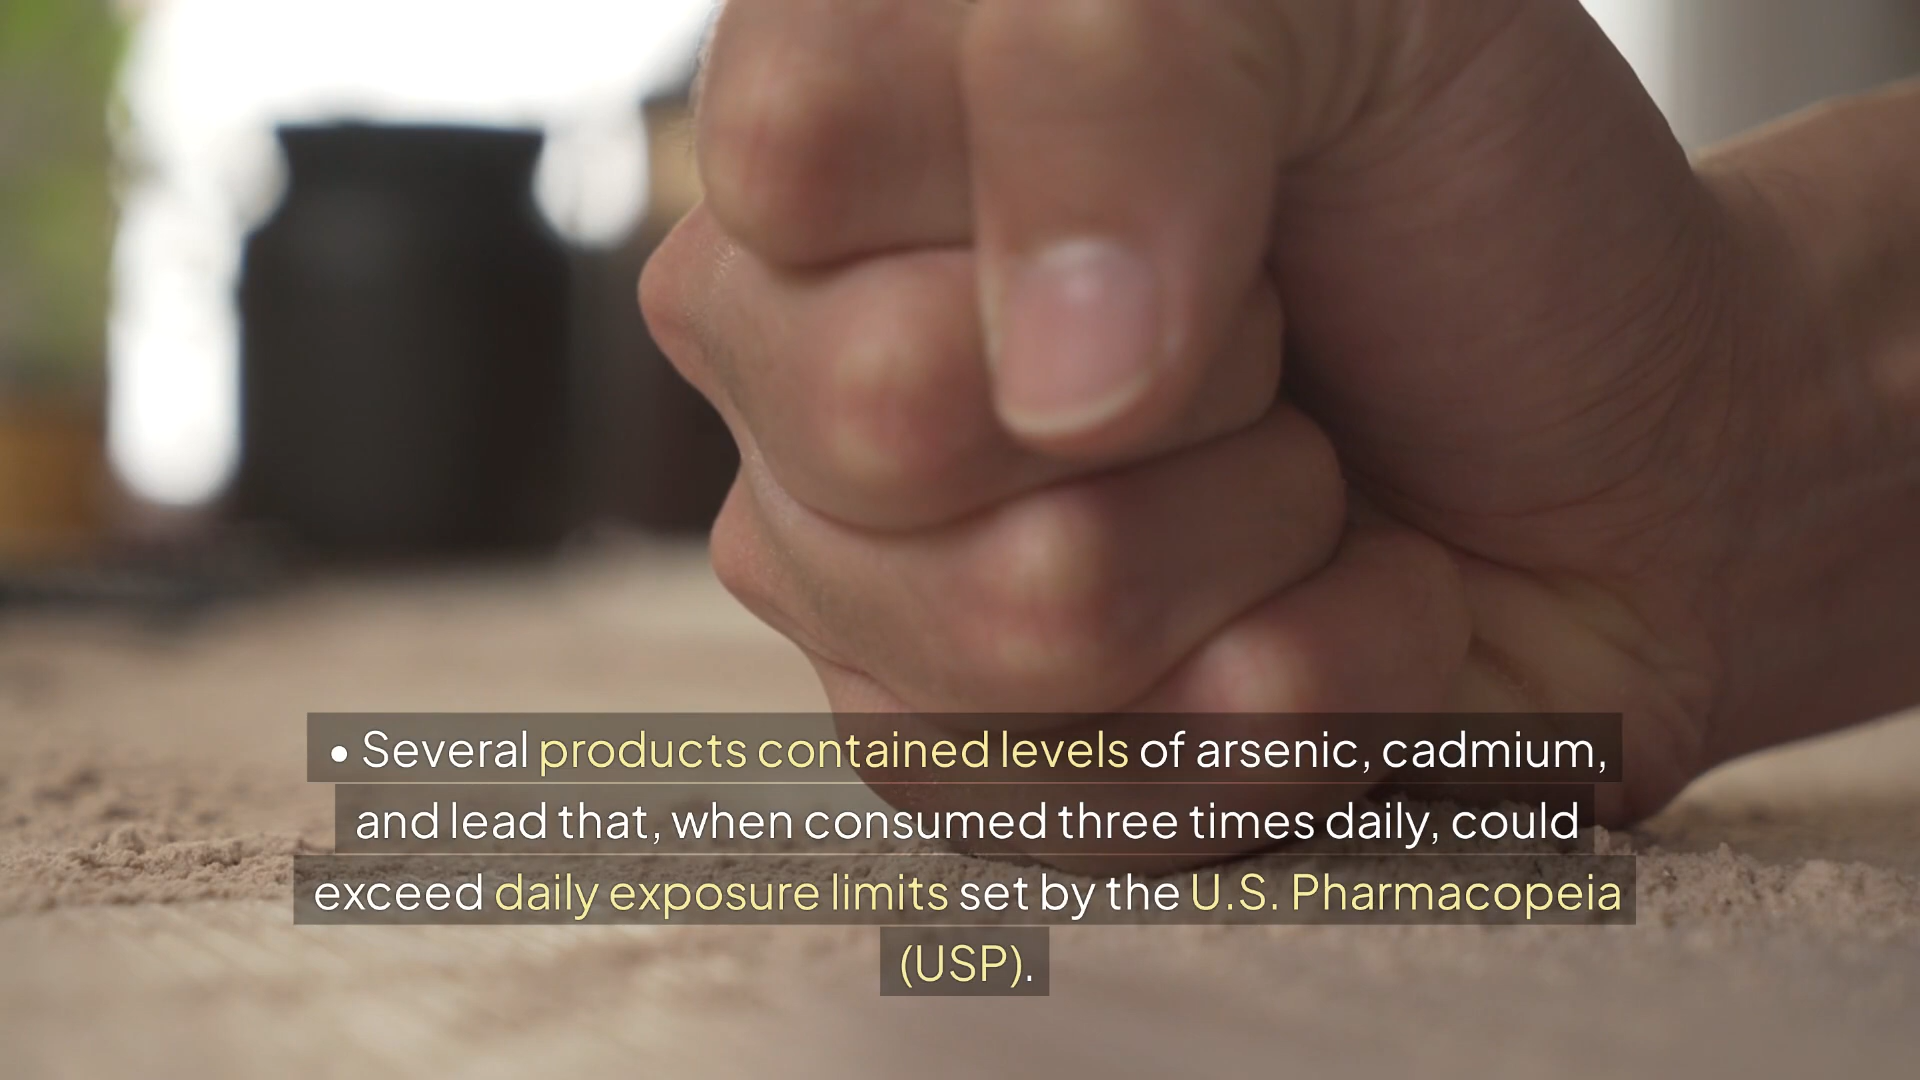 • Several products contained levels of arsenic, cadmium,
and lead that, when consumed three times daily, could
exceed daily exposure limits set by the U.S. Pharmacopeia
(USP).